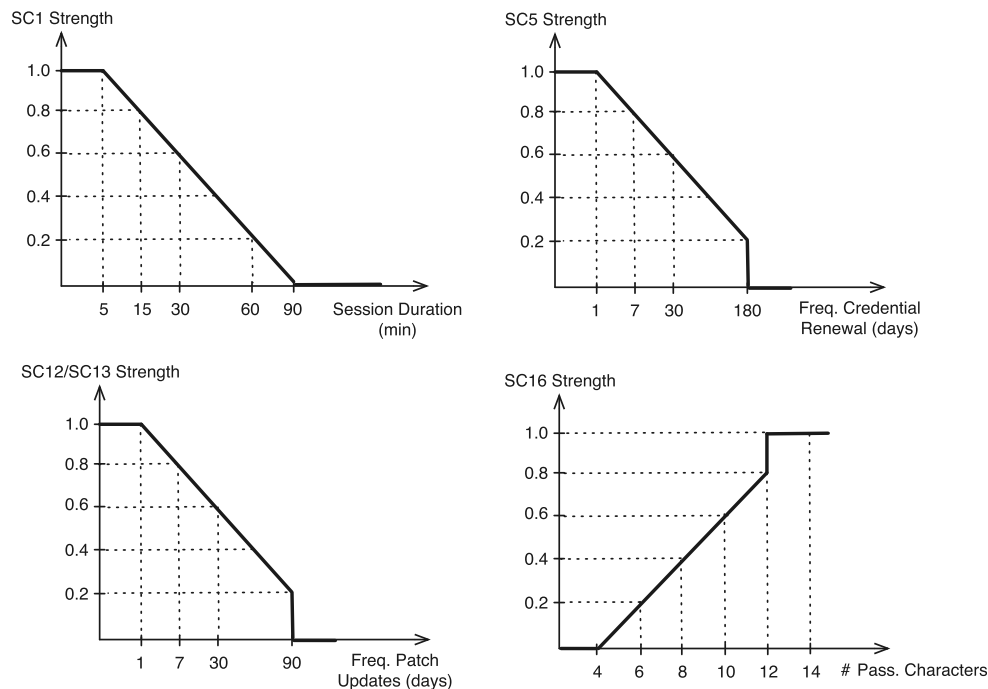 SC1 Strength
1.0
0.8
0.6
0.4
0.2
5 15 30 60 90
Session Duration
(min)
SC5 Strength
1.0
0.8
0.6
0.4
0.2
1 7 30 180
Freq. Credential
Renewal (days)
SC12/SC13 Strength
1.0
0.8
0.6
0.4
0.2
1 7 30 90
Freq. Patch
Updates (days)
SC16 Strength
1.0
0.8
0.6
0.4
0.2
4 6 8 10 12 14
# Pass. Characters